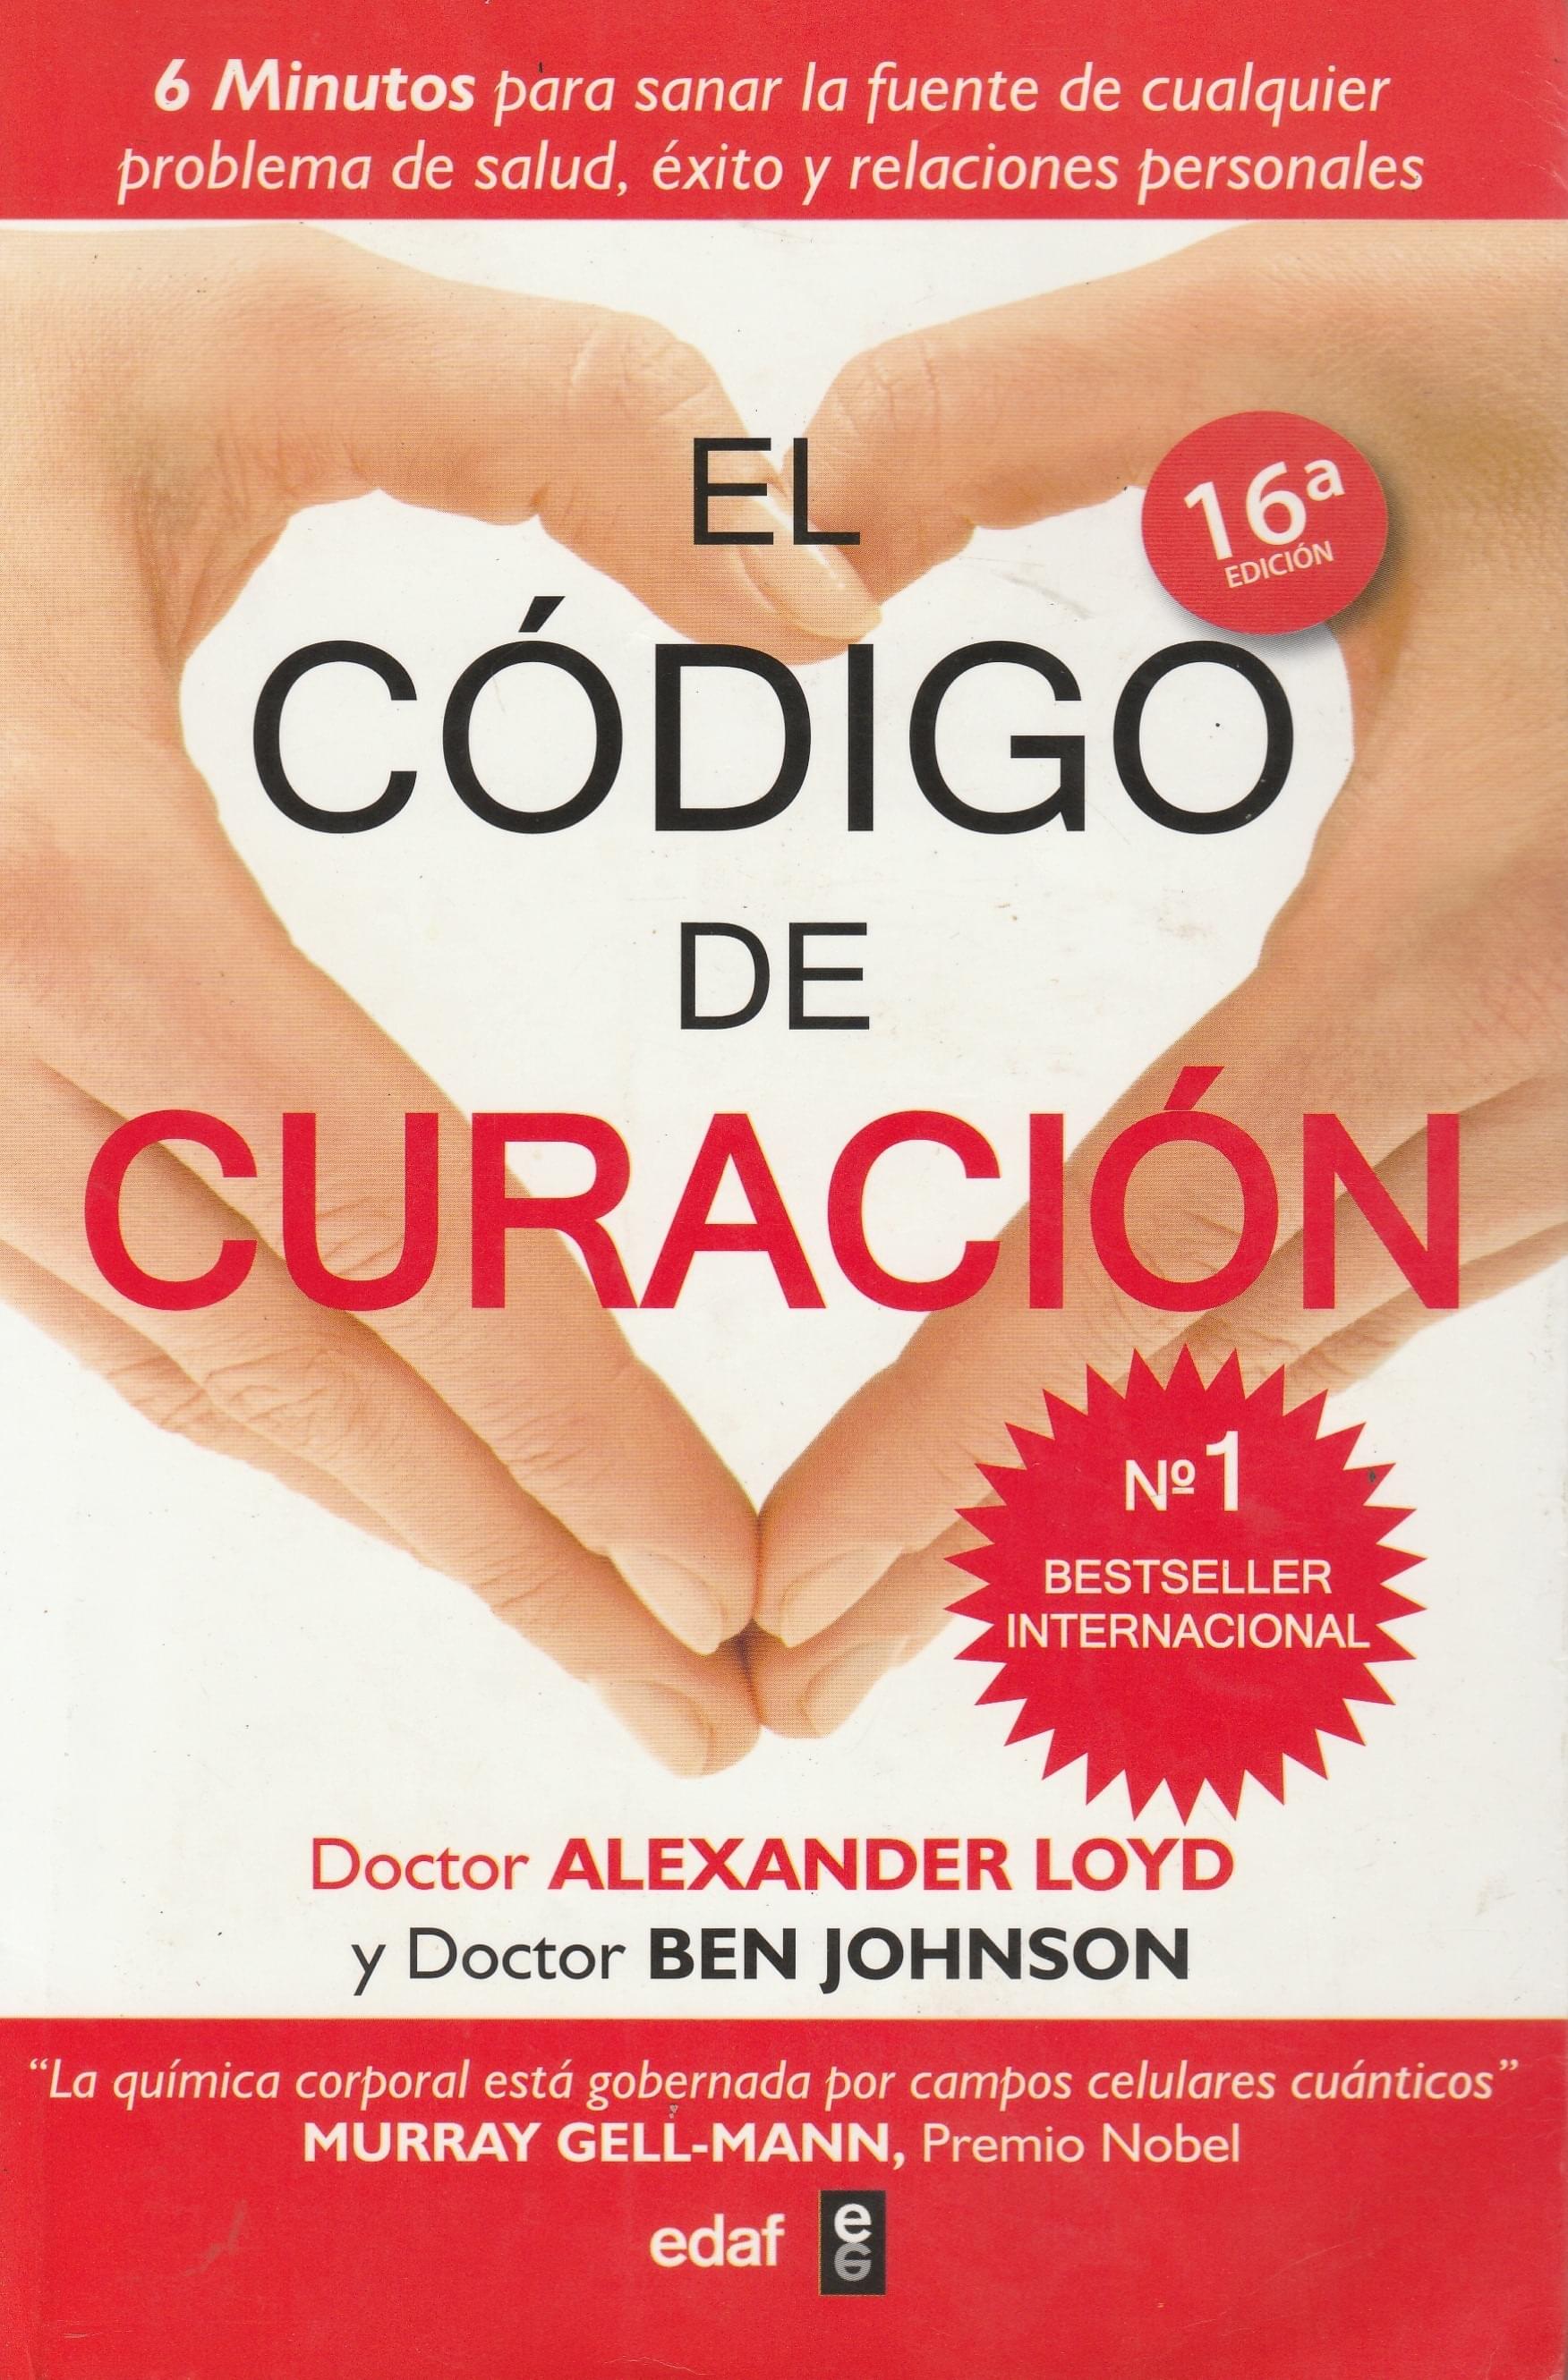 6 Minutos para sanar la fuente de cualquier
problema de salud, éxito y relaciones personales
EL
16ª
EDICIÓN
CÓDIGO
DE
CURACIÓN
Nº 1
BESTSELLER
INTERNACIONAL
Doctor ALEXANDER LOYD
y Doctor BEN JOHNSON
“La química corporal está gobernada por campos celulares cuánticos”
MURRAY GELL-MANN, Premio Nobel
edaf e
e